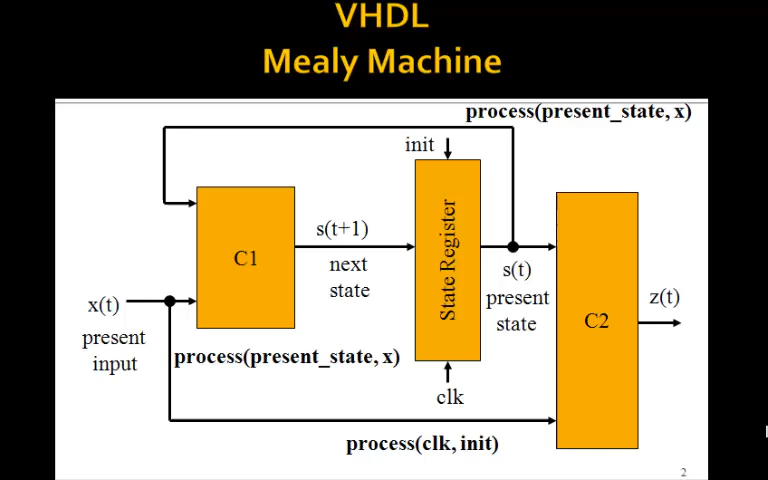 VHDL
Mealy Machine
process(present_state, x)
init
C1
s(t+1)
next
state
State Register
s(t)
present
state
C2
z(t)
x(t)
present
input
process(present_state, x)
clk
process(clk, init)
2